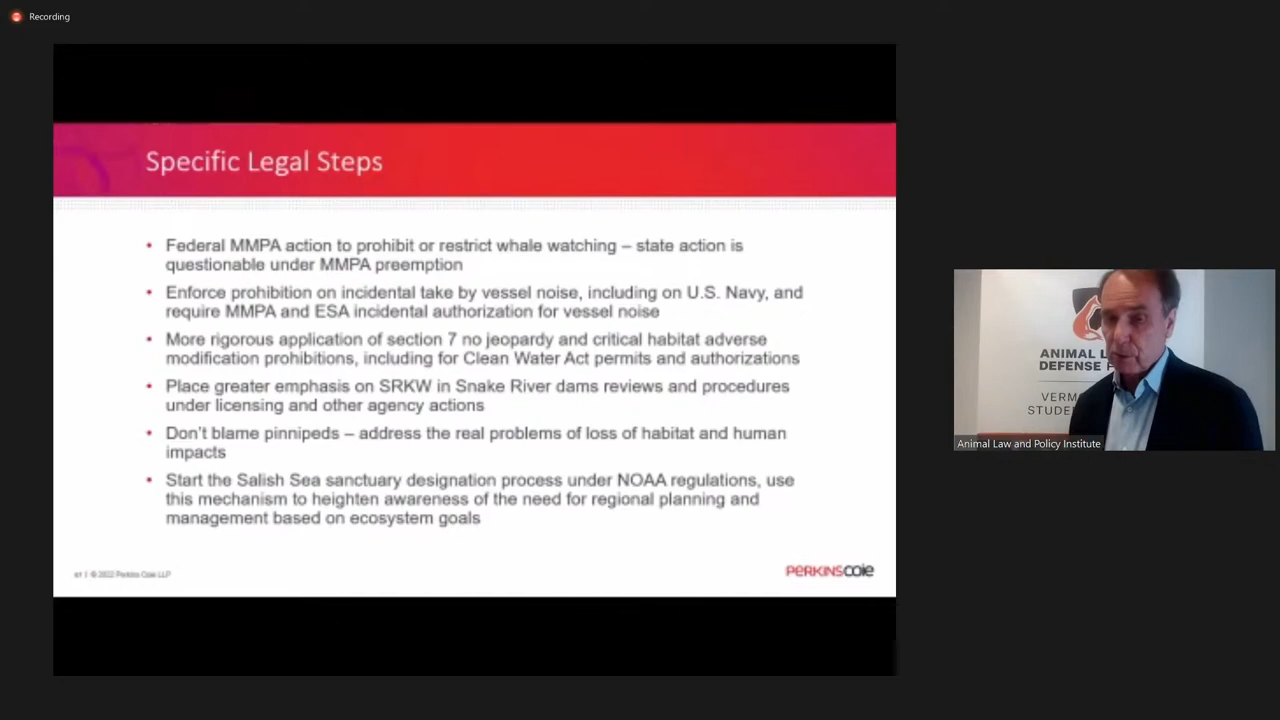 Recording
Specific Legal Steps
• Federal MMPA action to prohibit or restrict whale watching – state action is
questionable under MMPA preemption
• Enforce prohibition on incidental take by vessel noise, including on U.S. Navy, and
require MMPA and ESA incidental authorization for vessel noise
• More rigorous application of section 7 no jeopardy and critical habitat adverse
modification prohibitions, including for Clean Water Act permits and authorizations
• Place greater emphasis on SRKW in Snake River dams reviews and procedures
under licensing and other agency actions
• Don't blame pinnipeds – address the real problems of loss of habitat and human
impacts
• Start the Salish Sea sanctuary designation process under NOAA regulations, use
this mechanism to heighten awareness of the need for regional planning and
management based on ecosystem goals
| © 2022 Perkins Coie LLP
PERKINSCOIE
ANIMAL L
DEFENSE F
VERM
STUDE
Animal Law and Policy Institute